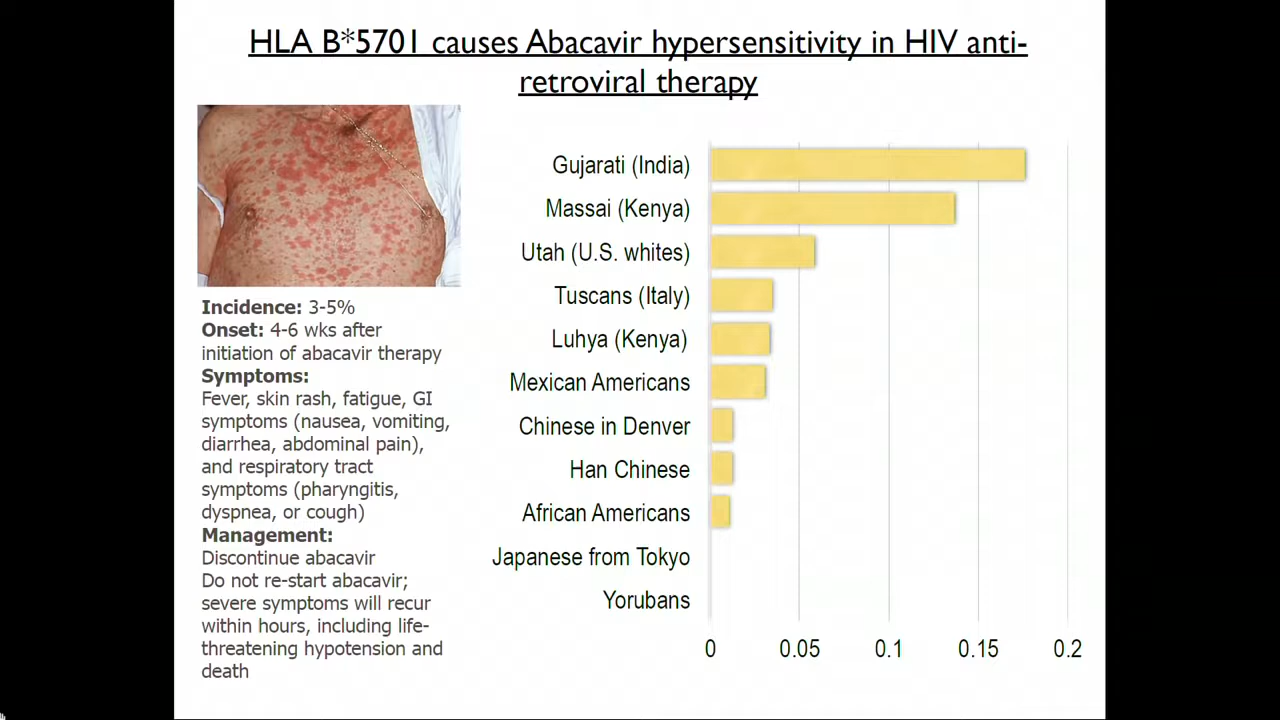 HLA B*5701 causes Abacavir hypersensitivity in HIV anti-
retroviral therapy
Incidence: 3-5%
Onset: 4-6 wks after
initiation of abacavir therapy
Symptoms:
Fever, skin rash, fatigue, GI
symptoms (nausea, vomiting,
diarrhea, abdominal pain),
and respiratory tract
symptoms (pharyngitis,
dyspnea, or cough)
Management:
Discontinue abacavir
Do not re-start abacavir;
severe symptoms will recur
within hours, including life-
threatening hypotension and
death
Gujarati (India)
Massai (Kenya)
Utah (U.S. whites)
Tuscans (Italy)
Luhya (Kenya)
Mexican Americans
Chinese in Denver
Han Chinese
African Americans
Japanese from Tokyo
Yorubans
0 0.05 0.1 0.15 0.2